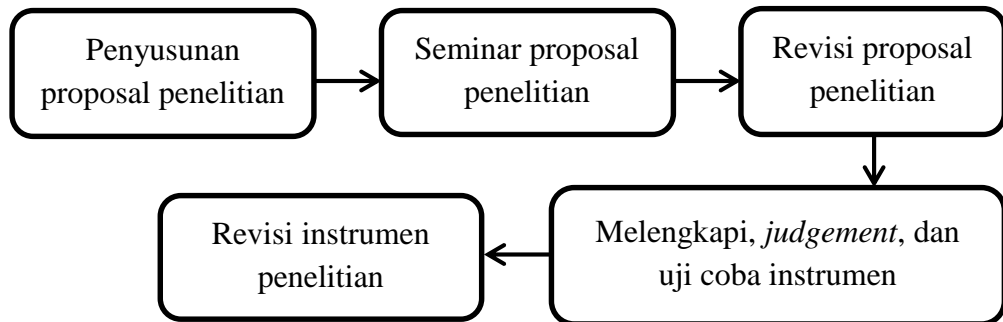 Penyusunan
proposal penelitian
Seminar proposal
penelitian
Revisi proposal
penelitian
Melengkapi, judgement, dan
uji coba instrumen
Revisi instrumen
penelitian